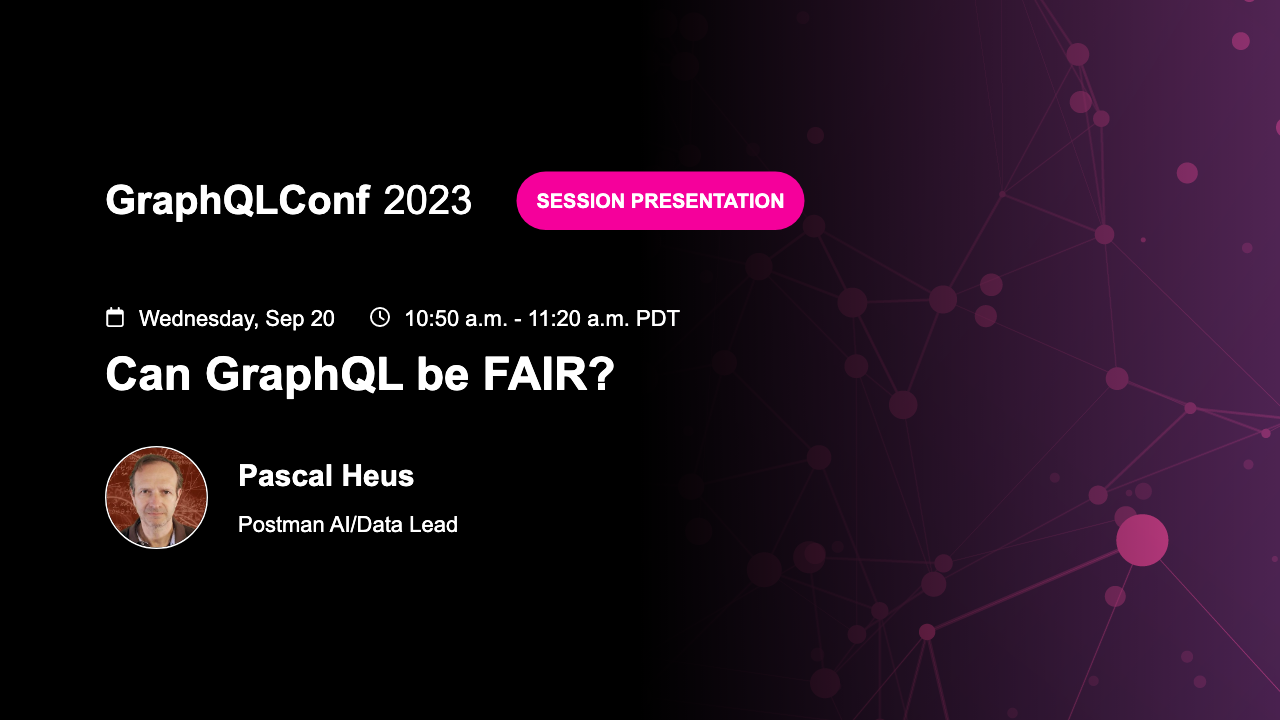 GraphQLConf 2023
SESSION PRESENTATION
Wednesday, Sep 20
10:50 a.m. - 11:20 a.m. PDT
Can GraphQL be FAIR?
Pascal Heus
Postman AI/Data Lead